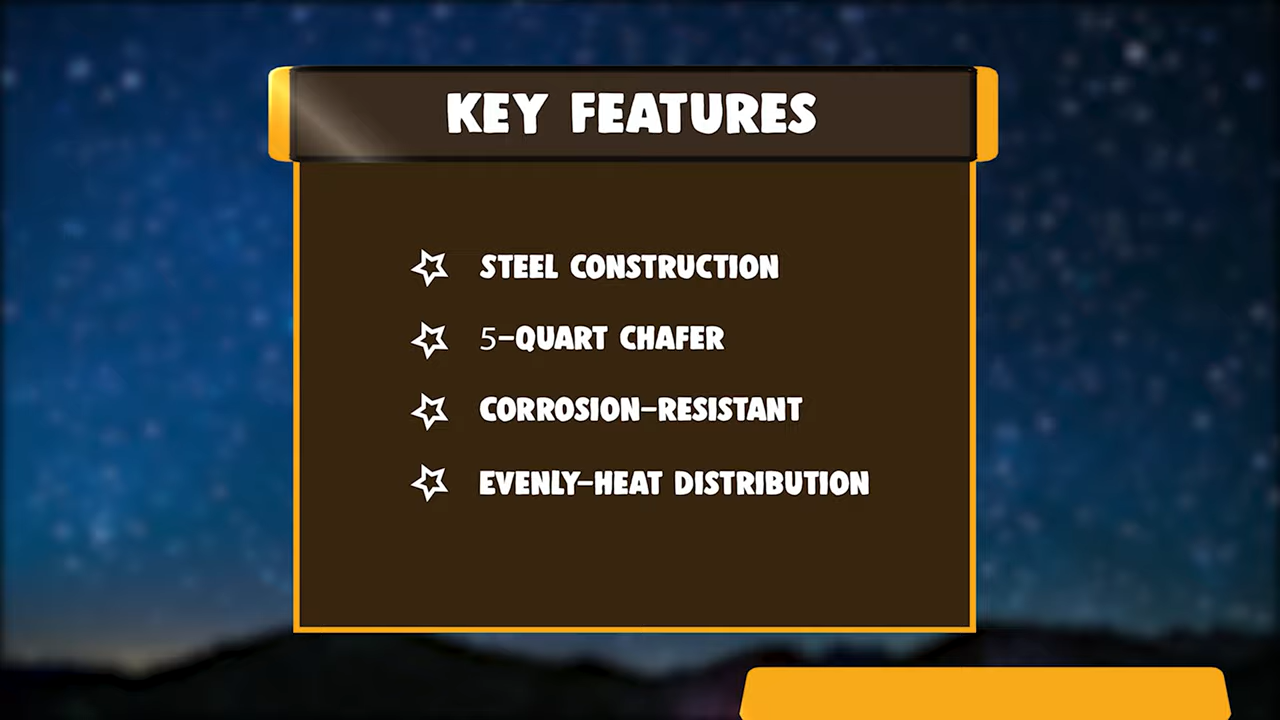 KEY FEATURES
STEEL CONSTRUCTION
5-QUART CHAFER
CORROSION-RESISTANT
EVENLY-HEAT DISTRIBUTION